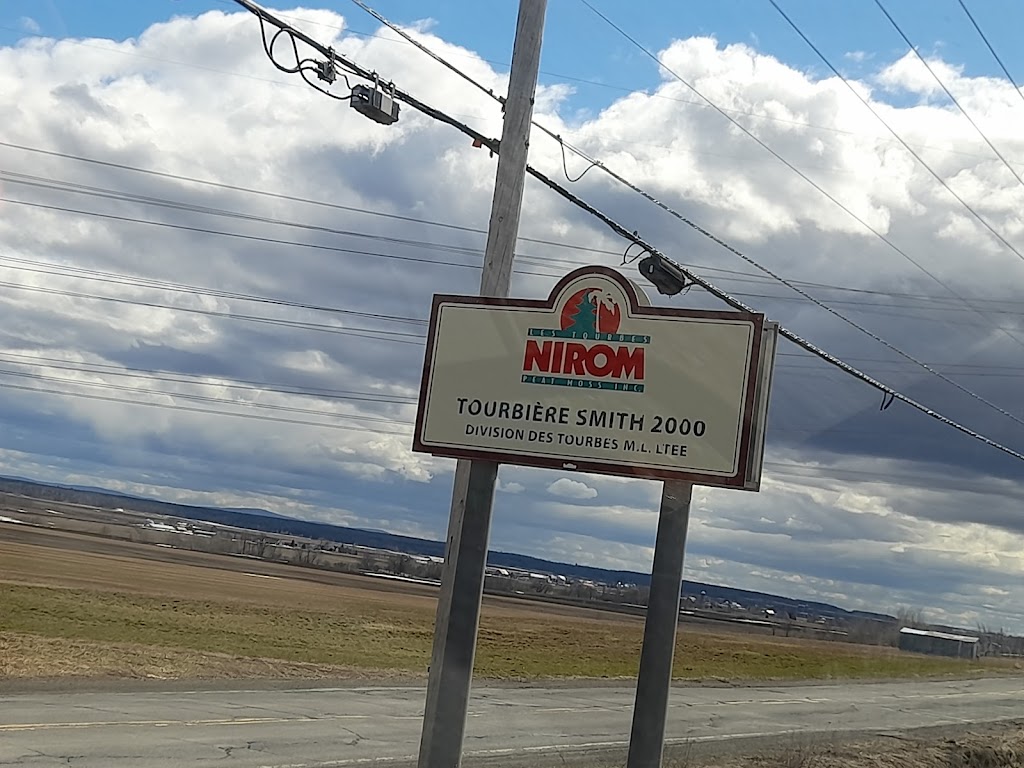 LES TOURBES
NIROM
PEAT MOSS INC.
TOURBIÈRE SMITH 2000
DIVISION DES TOURBES M.L. LTEE